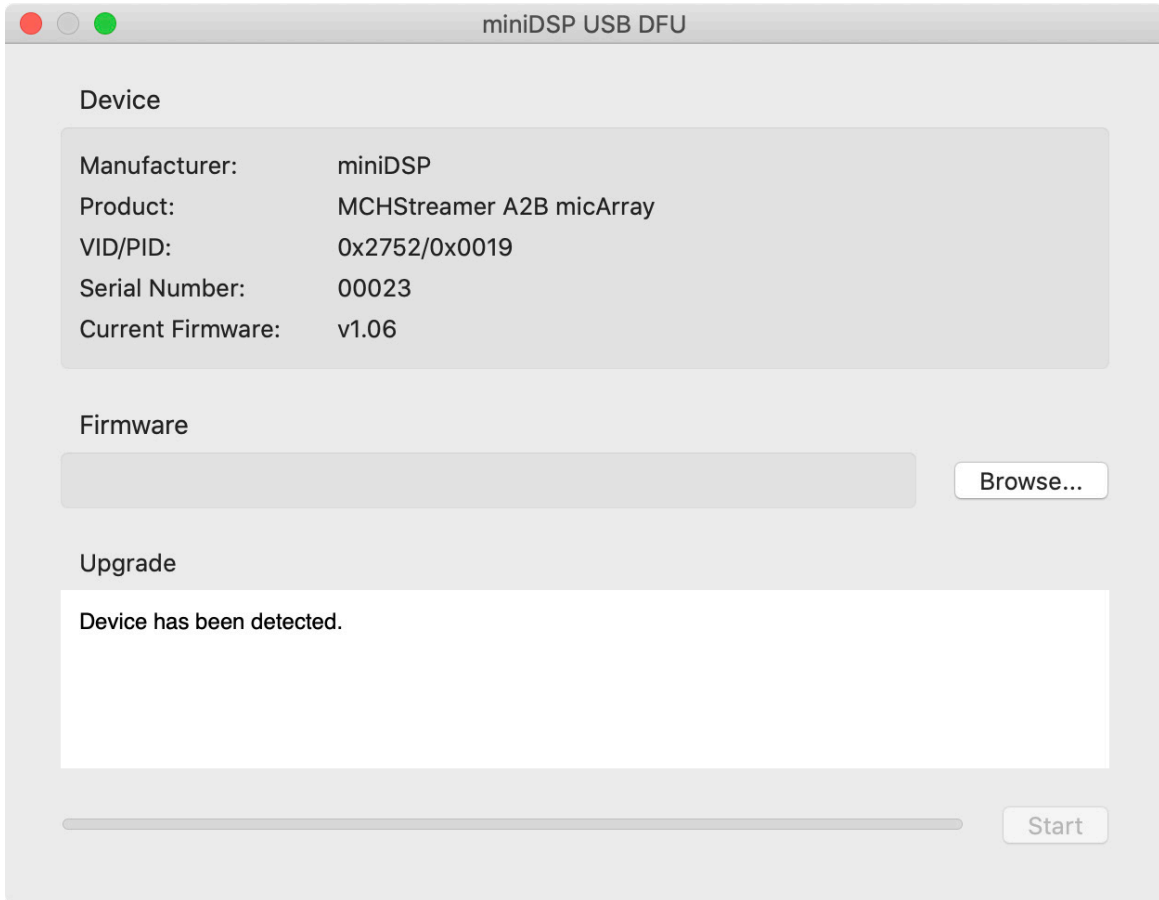 miniDSP USB DFU
Device
Manufacturer: miniDSP
Product: MCHStreamer A2B micArray
VID/PID: 0x2752/0x0019
Serial Number: 00023
Current Firmware: v1.06
Firmware
Browse...
Upgrade
Device has been detected.
Start